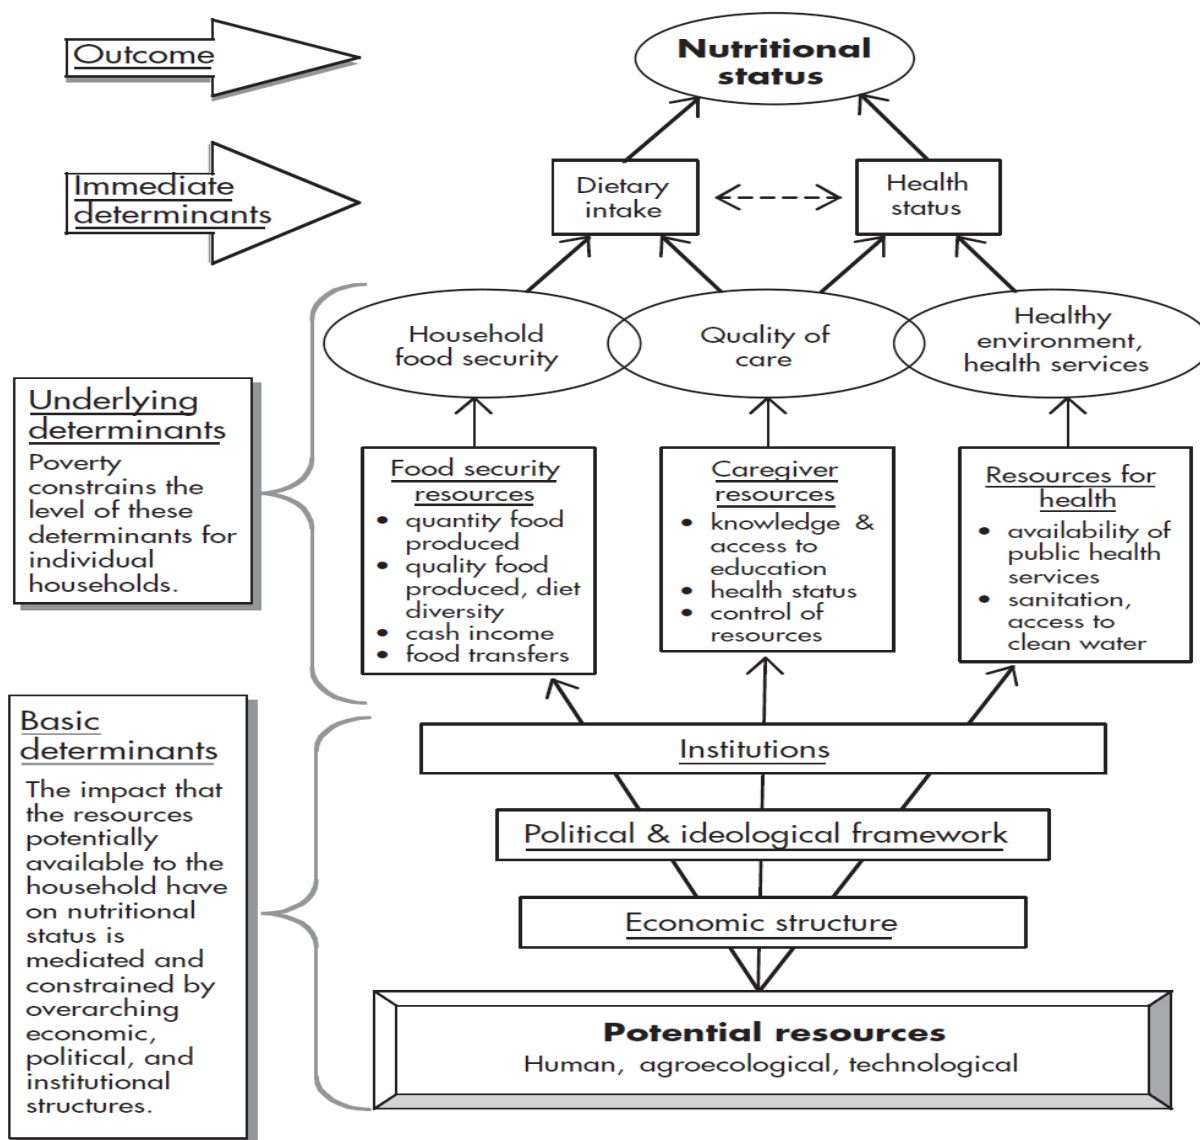 Outcome
Nutritional
status
Immediate
determinants
Dietary
intake
Health
status
Household
food security
Quality of
care
Healthy
environment,
health services
Underlying
determinants
Poverty
constrains the
level of these
determinants for
individual
households.
Food security
resources
• quantity food
produced
• quality food
produced, diet
diversity
• cash income
• food transfers
Caregiver
resources
• knowledge &
access to
education
• health status
• control of
resources
Resources for
health
• availability of
public health
services
• sanitation,
access to
clean water
Basic
determinants
The impact that
the resources
potentially
available to the
household have
on nutritional
status is
mediated and
constrained by
overarching
economic,
political, and
institutional
structures.
Institutions
Political & ideological framework
Economic structure
Potential resources
Human, agroecological, technological